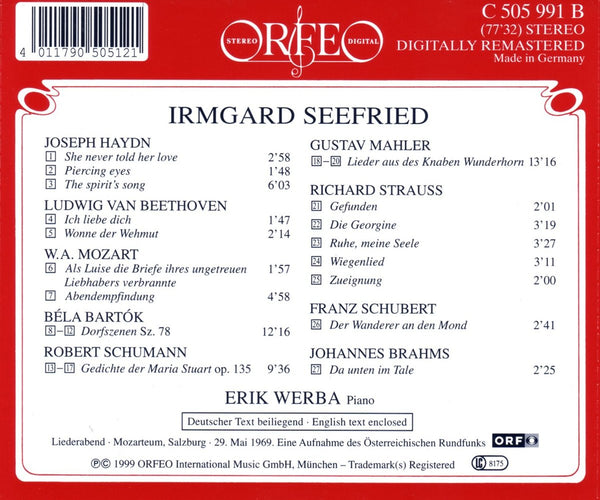 4 011790 505121
STEREO ORFEO DIGITAL
C 505 991 B
(77'32) STEREO
DIGITALLY REMASTERED
Made in Germany
IRMGARD SEEFRIED
JOSEPH HAYDN
1 She never told her love 2'58
2 Piercing eyes 1'48
3 The spirit's song 6'03
LUDWIG VAN BEETHOVEN
4 Ich liebe dich 1'47
5 Wonne der Wehmut 2'14
W.A. MOZART
6 Als Luise die Briefe ihres ungetreuen 1'57
Liebhabers verbrannte
7 Abendempfindung 4'58
BÉLA BARTÓK
8–12 Dorfszenen Sz. 78 12'16
ROBERT SCHUMANN
13–17 Gedichte der Maria Stuart op. 135 9'36
GUSTAV MAHLER
18–20 Lieder aus des Knaben Wunderhorn 13'16
RICHARD STRAUSS
21 Gefunden 2'01
22 Die Georgine 3'19
23 Ruhe, meine Seele 3'27
24 Wiegenlied 3'11
25 Zueignung 2'00
FRANZ SCHUBERT
26 Der Wanderer an den Mond 2'41
JOHANNES BRAHMS
27 Da unten im Tale 2'25
ERIK WERBA Piano
Deutscher Text beiliegend · English text enclosed
Liederabend · Mozarteum, Salzburg · 29. Mai 1969. Eine Aufnahme des Österreichischen Rundfunks ORF
Ⓟ© 1999 ORFEO International Music GmbH, München – Trademark(s) Registered LC 8175